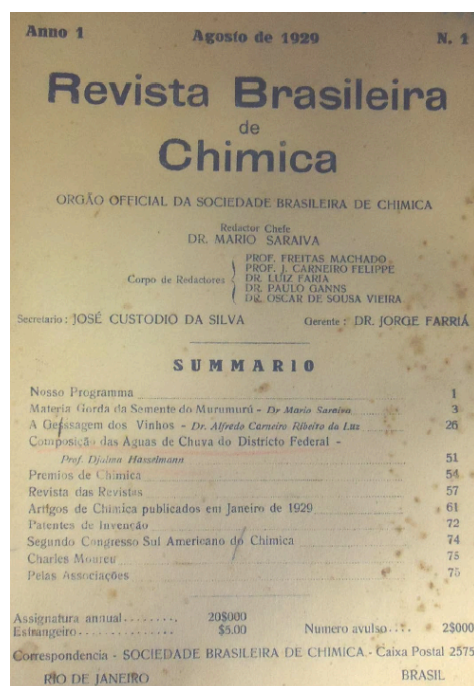 Anno 1 Agosto de 1929 N. 1
Revista Brasileira
de
Chimica
ORGÃO OFFICIAL DA SOCIEDADE BRASILEIRA DE CHIMICA
Redactor Chefe
DR. MARIO SARAIVA
Corpo de Redactores
PROF. FREITAS MACHADO
PROF. J. CARNEIRO FELIPPE
DR. LUIZ FARIA
DR. PAULO GANNS
DR. OSCAR DE SOUSA VIEIRA
Secretario: JOSÉ CUSTODIO DA SILVA Gerente: DR. JORGE FARRIÁ
SUMMARIO
Nosso Programma 1
Materia Gorda da Semente do Murumurú - Dr Mario Saraiva 3
A Gesssagem dos Vinhos - Dr. Alfredo Carneiro Ribeiro da Luz 26
Composição das Aguas de Chuva do Districto Federal -
Prof. Djalma Hasselmann 51
Premios de Chimica 54
Revista das Revistas 57
Artigos de Chimica publicados em Janeiro de 1929 61
Patentes de Invenção 72
Segundo Congresso Sul Americano de Chimica 74
Charles Moureu 75
Pelas Associações 75
Assignatura annual........ 20$000
Estrangeiro.............. $5.00 Numero avulso.... 2$000
Correspondencia - SOCIEDADE BRASILEIRA DE CHIMICA - Caixa Postal 2575
RIO DE JANEIRO BRASIL